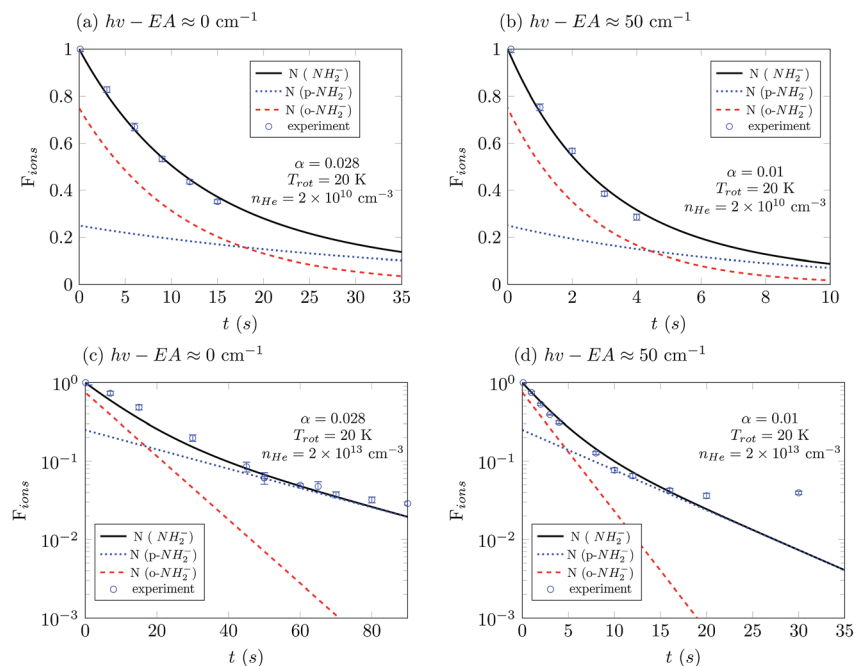 (a) hv − EA ≈ 0 cm⁻¹
1
0.8
0.6
0.4
0.2
0
F_ions
N ( NH₂⁻)
N (p-NH₂⁻)
N (o-NH₂⁻)
experiment
α = 0.028
T_rot = 20 K
n_He = 2 × 10¹⁰ cm⁻³
0 5 10 15 20 25 30 35
t (s)
(b) hv − EA ≈ 50 cm⁻¹
1
0.8
0.6
0.4
0.2
0
F_ions
N ( NH₂⁻)
N (p-NH₂⁻)
N (o-NH₂⁻)
experiment
α = 0.01
T_rot = 20 K
n_He = 2 × 10¹⁰ cm⁻³
0 2 4 6 8 10
t (s)
(c) hv − EA ≈ 0 cm⁻¹
10⁰
10⁻¹
10⁻²
10⁻³
F_ions
α = 0.028
T_rot = 20 K
n_He = 2 × 10¹³ cm⁻³
N ( NH₂⁻)
N (p-NH₂⁻)
N (o-NH₂⁻)
experiment
0 20 40 60 80
t (s)
(d) hv − EA ≈ 50 cm⁻¹
10⁰
10⁻¹
10⁻²
10⁻³
F_ions
α = 0.01
T_rot = 20 K
n_He = 2 × 10¹³ cm⁻³
N ( NH₂⁻)
N (p-NH₂⁻)
N (o-NH₂⁻)
experiment
0 5 10 15 20 25 30 35
t (s)